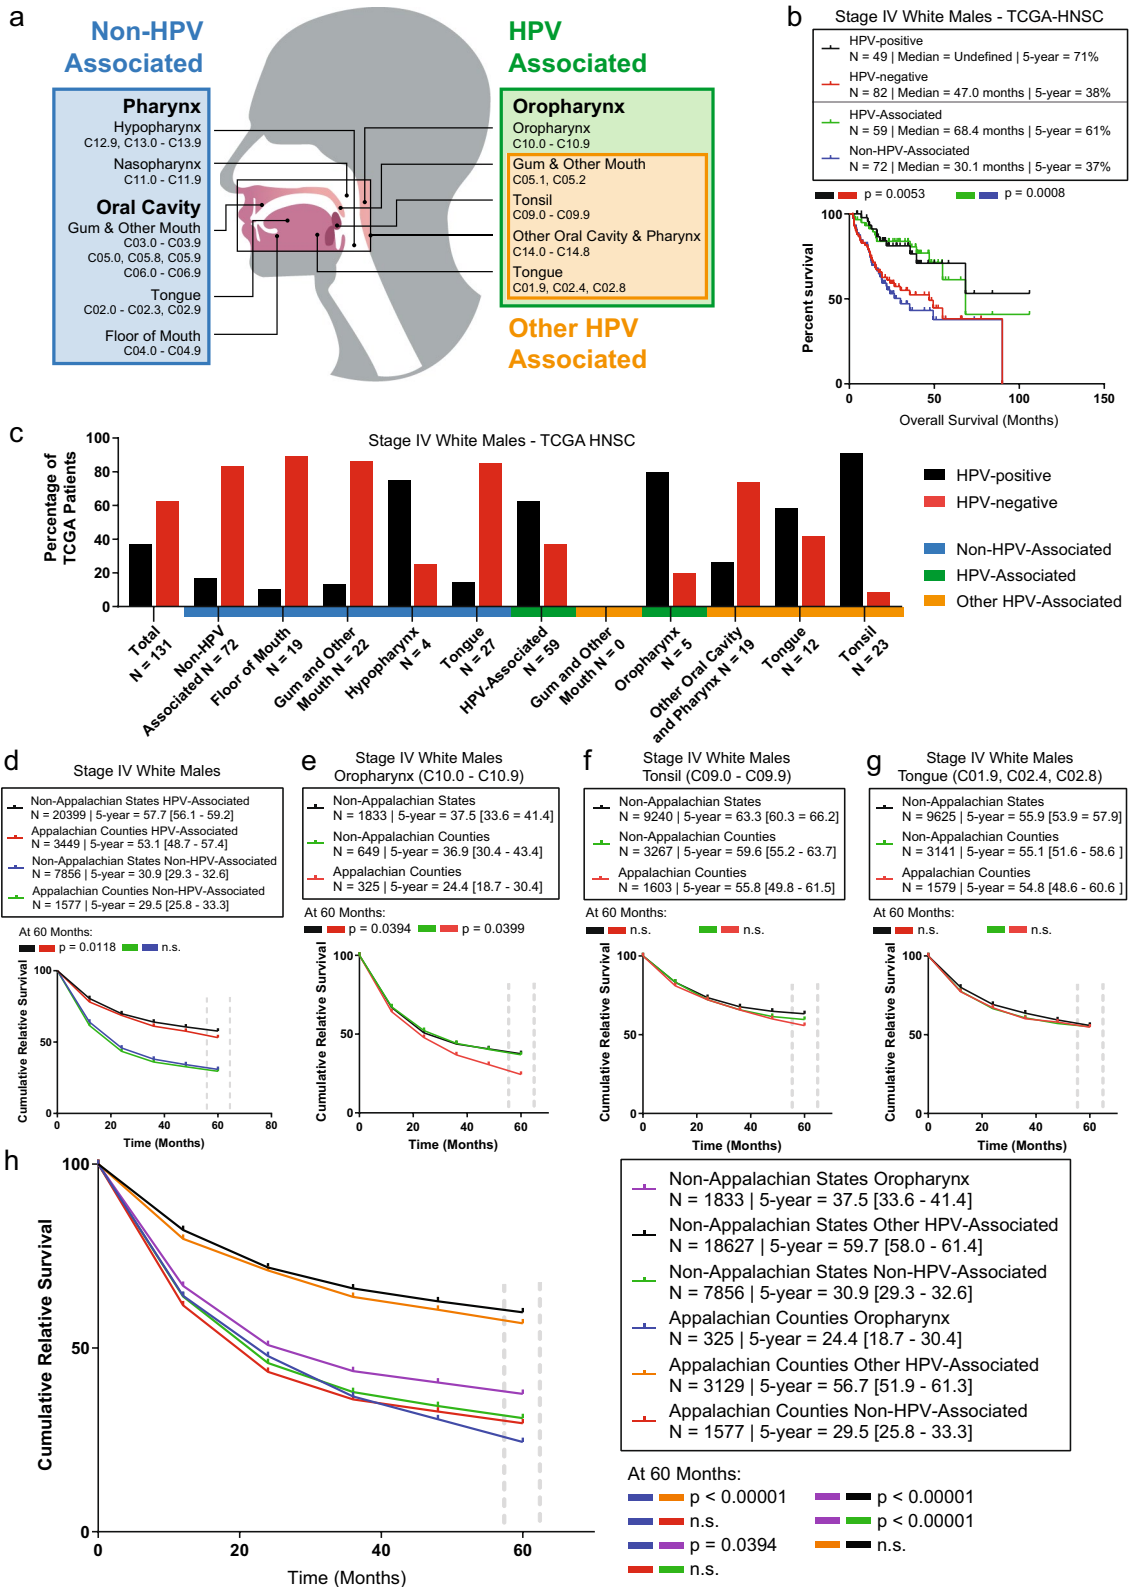 a
Non-HPV
Associated
HPV
Associated
Pharynx
Hypopharynx
C12.9, C13.0 - C13.9
Nasopharynx
C11.0 - C11.9
Oral Cavity
Gum & Other Mouth
C03.0 - C03.9
C05.0, C05.8, C05.9
C06.0 - C06.9
Tongue
C02.0 - C02.3, C02.9
Floor of Mouth
C04.0 - C04.9
Oropharynx
Oropharynx
C10.0 - C10.9
Gum & Other Mouth
C05.1, C05.2
Tonsil
C09.0 - C09.9
Other Oral Cavity & Pharynx
C14.0 - C14.8
Tongue
C01.9, C02.4, C02.8
Other HPV
Associated
b
Stage IV White Males - TCGA-HNSC
HPV-positive
N = 49 | Median = Undefined | 5-year = 71%
HPV-negative
N = 82 | Median = 47.0 months | 5-year = 38%
HPV-Associated
N = 59 | Median = 68.4 months | 5-year = 61%
Non-HPV-Associated
N = 72 | Median = 30.1 months | 5-year = 37%
p = 0.0053
p = 0.0008
Percent survival
100
50
0
0
50
100
150
Overall Survival (Months)
c
Stage IV White Males - TCGA HNSC
Percentage of
TCGA Patients
100
80
60
40
20
0
Total
N = 131
Non-HPV
Associated N = 72
Floor of Mouth
N = 19
Gum and Other
Mouth N = 22
Hypopharynx
N = 4
Tongue
N = 27
HPV-Associated
N = 59
Gum and Other
Mouth N = 0
Oropharynx
N = 5
Other Oral Cavity
and Pharynx N = 19
Tongue
N = 12
Tonsil
N = 23
HPV-positive
HPV-negative
Non-HPV-Associated
HPV-Associated
Other HPV-Associated
d
Stage IV White Males
Non-Appalachian States HPV-Associated
N = 20399 | 5-year = 57.7 [56.1 - 59.2]
Appalachian Counties HPV-Associated
N = 3449 | 5-year = 53.1 [48.7 - 57.4]
Non-Appalachian States Non-HPV-Associated
N = 7856 | 5-year = 30.9 [29.3 - 32.6]
Appalachian Counties Non-HPV-Associated
N = 1577 | 5-year = 29.5 [25.8 - 33.3]
At 60 Months:
p = 0.0118
n.s.
Cumulative Relative Survival
100
50
0
0
20
40
60
80
Time (Months)
e
Stage IV White Males
Oropharynx (C10.0 - C10.9)
Non-Appalachian States
N = 1833 | 5-year = 37.5 [33.6 = 41.4]
Non-Appalachian Counties
N = 649 | 5-year = 36.9 [30.4 - 43.4]
Appalachian Counties
N = 325 | 5-year = 24.4 [18.7 - 30.4]
At 60 Months:
p = 0.0394
p = 0.0399
Cumulative Relative Survival
100
50
0
0
20
40
60
Time (Months)
f
Stage IV White Males
Tonsil (C09.0 - C09.9)
Non-Appalachian States
N = 9240 | 5-year = 63.3 [60.3 = 66.2]
Non-Appalachian Counties
N = 3267 | 5-year = 59.6 [55.2 - 63.7]
Appalachian Counties
N = 1603 | 5-year = 55.8 [49.8 - 61.5]
At 60 Months:
n.s.
n.s.
Cumulative Relative Survival
100
50
0
0
20
40
60
Time (Months)
g
Stage IV White Males
Tongue (C01.9, C02.4, C02.8)
Non-Appalachian States
N = 9625 | 5-year = 55.9 [53.9 = 57.9]
Non-Appalachian Counties
N = 3141 | 5-year = 55.1 [51.6 - 58.6 ]
Appalachian Counties
N = 1579 | 5-year = 54.8 [48.6 - 60.6 ]
At 60 Months:
n.s.
n.s.
Cumulative Relative Survival
100
50
0
0
20
40
60
Time (Months)
h
Cumulative Relative Survival
100
50
0
0
20
40
60
Time (Months)
Non-Appalachian States Oropharynx
N = 1833 | 5-year = 37.5 [33.6 - 41.4]
Non-Appalachian States Other HPV-Associated
N = 18627 | 5-year = 59.7 [58.0 - 61.4]
Non-Appalachian States Non-HPV-Associated
N = 7856 | 5-year = 30.9 [29.3 - 32.6]
Appalachian Counties Oropharynx
N = 325 | 5-year = 24.4 [18.7 - 30.4]
Appalachian Counties Other HPV-Associated
N = 3129 | 5-year = 56.7 [51.9 - 61.3]
Appalachian Counties Non-HPV-Associated
N = 1577 | 5-year = 29.5 [25.8 - 33.3]
At 60 Months:
p < 0.00001
p < 0.00001
n.s.
p < 0.00001
p = 0.0394
n.s.
n.s.